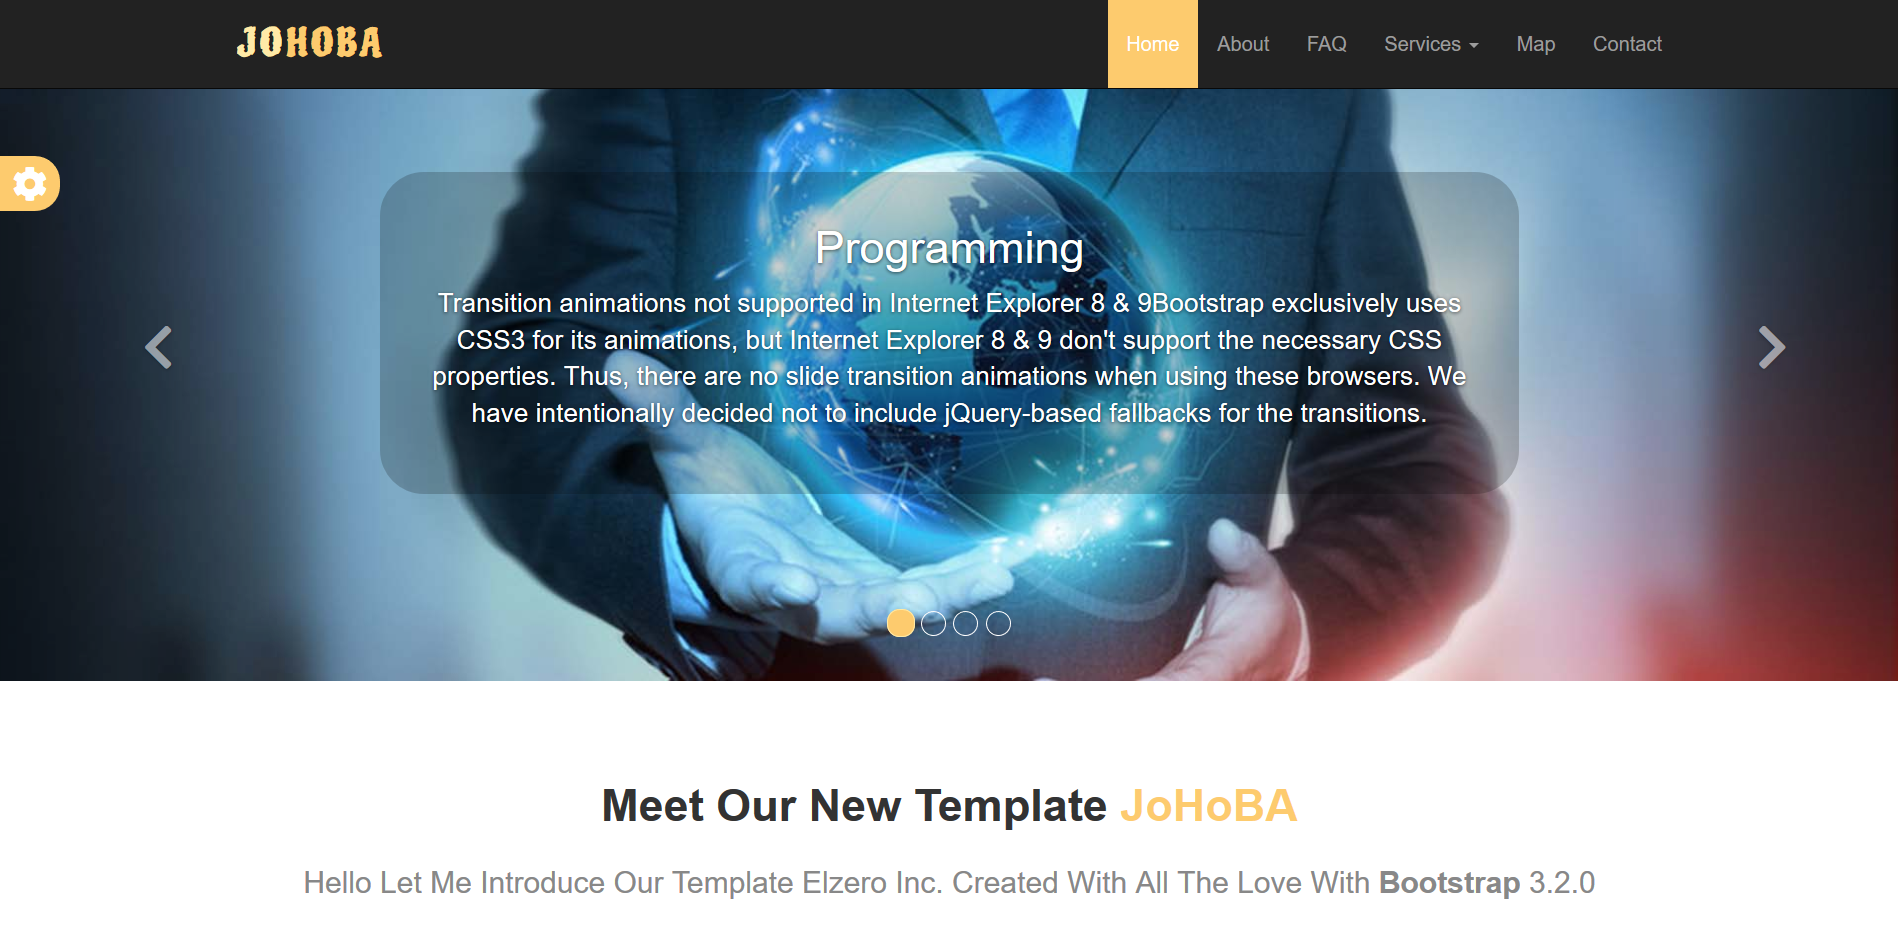 JOHOBA
Home About FAQ Services Map Contact
Programming
Transition animations not supported in Internet Explorer 8 & 9Bootstrap exclusively uses
CSS3 for its animations, but Internet Explorer 8 & 9 don't support the necessary CSS
properties. Thus, there are no slide transition animations when using these browsers. We
have intentionally decided not to include jQuery-based fallbacks for the transitions.
Meet Our New Template JoHoBA
Hello Let Me Introduce Our Template Elzero Inc. Created With All The Love With Bootstrap 3.2.0